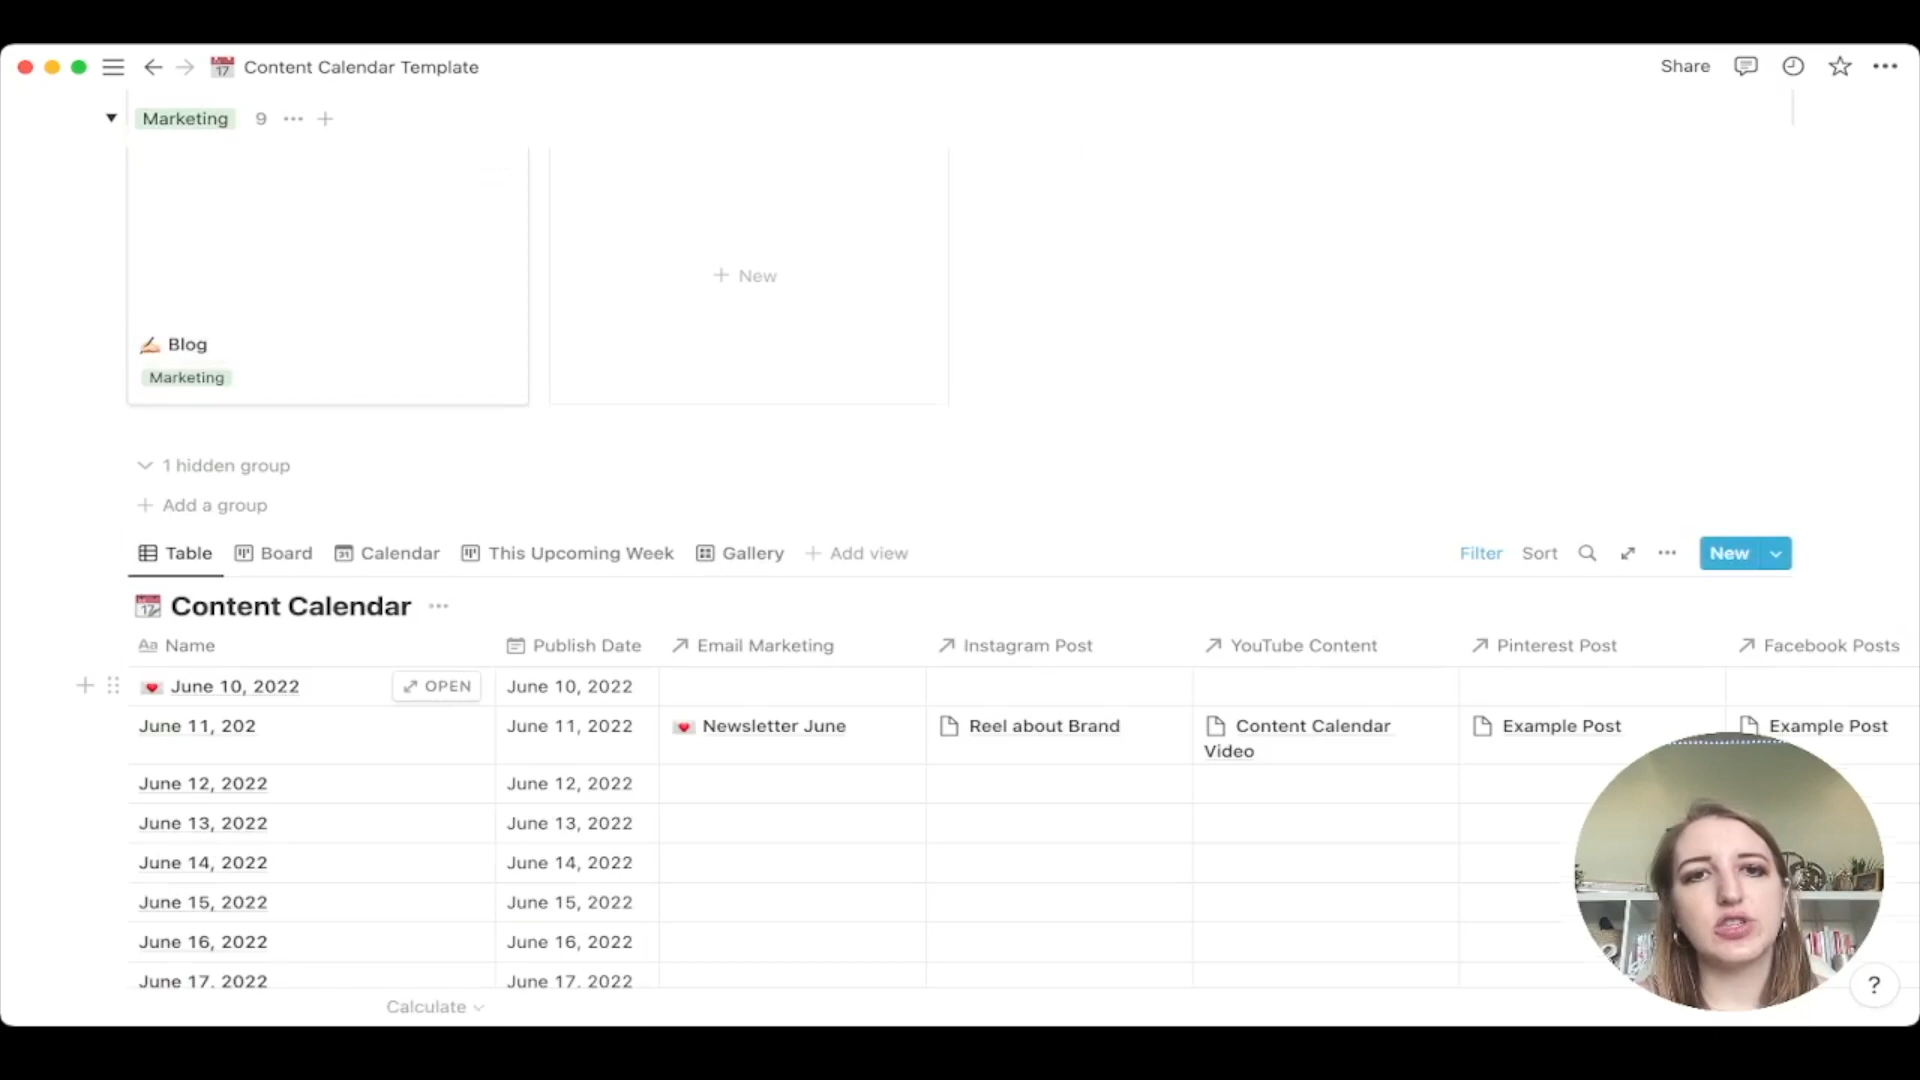 17 Content Calendar Template Share
Marketing 9
New
Blog
Marketing
1 hidden group
Add a group
Table Board 31 Calendar This Upcoming Week Gallery Add view Filter Sort New
17 Content Calendar
Aa Name Publish Date Email Marketing Instagram Post YouTube Content Pinterest Post Facebook Posts
June 10, 2022 OPEN June 10, 2022
June 11, 202 June 11, 2022 Newsletter June Reel about Brand Content Calendar Example Post Example Post
Video
June 12, 2022 June 12, 2022
June 13, 2022 June 13, 2022
June 14, 2022 June 14, 2022
June 15, 2022 June 15, 2022
June 16, 2022 June 16, 2022
June 17, 2022 June 17, 2022
Calculate
?